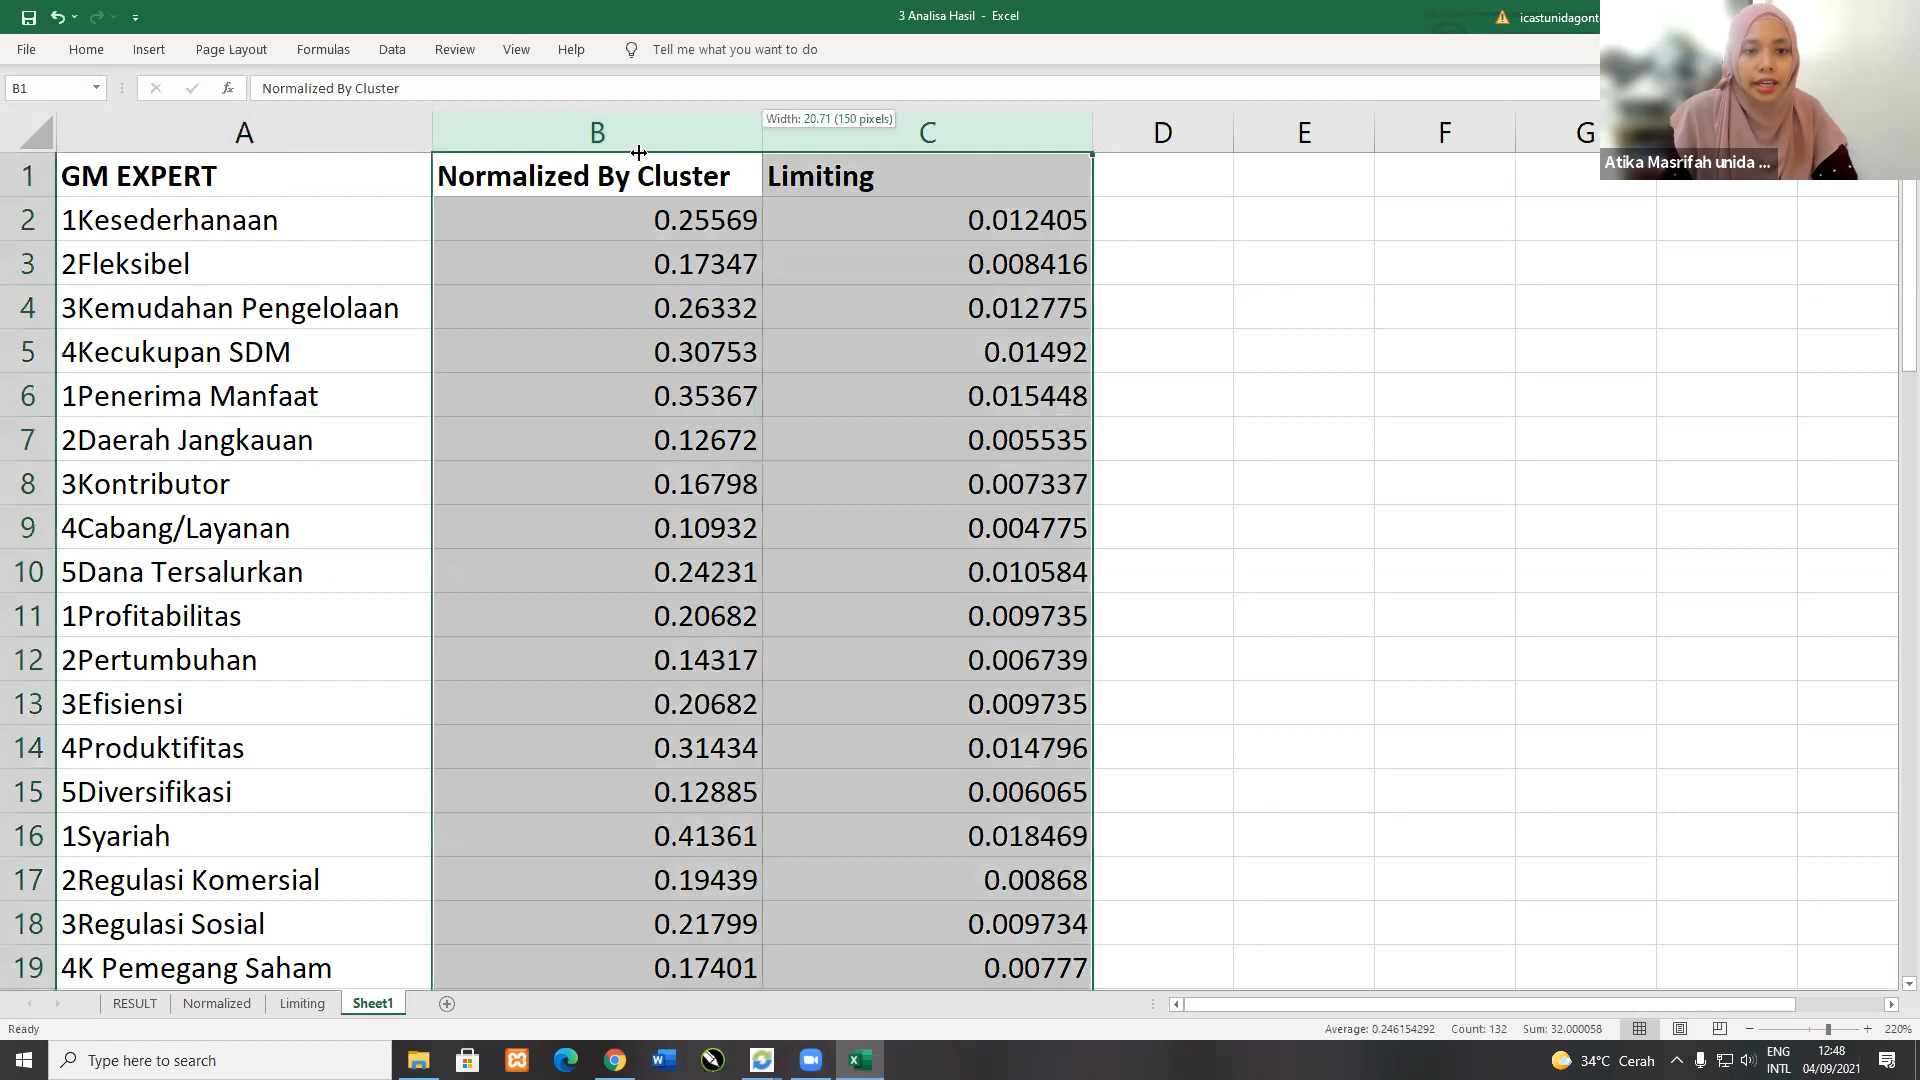 3 Analisa Hasil - Excel
icastunidagont
File Home Insert Page Layout Formulas Data Review View Help Tell me what you want to do
B1 fx Normalized By Cluster
Width: 20.71 (150 pixels)
A B C D E F G
Atika Masrifah unida ...
1 GM EXPERT Normalized By Cluster Limiting
2 1Kesederhanaan 0.25569 0.012405
3 2Fleksibel 0.17347 0.008416
4 3Kemudahan Pengelolaan 0.26332 0.012775
5 4Kecukupan SDM 0.30753 0.01492
6 1Penerima Manfaat 0.35367 0.015448
7 2Daerah Jangkauan 0.12672 0.005535
8 3Kontributor 0.16798 0.007337
9 4Cabang/Layanan 0.10932 0.004775
10 5Dana Tersalurkan 0.24231 0.010584
11 1Profitabilitas 0.20682 0.009735
12 2Pertumbuhan 0.14317 0.006739
13 3Efisiensi 0.20682 0.009735
14 4Produktifitas 0.31434 0.014796
15 5Diversifikasi 0.12885 0.006065
16 1Syariah 0.41361 0.018469
17 2Regulasi Komersial 0.19439 0.00868
18 3Regulasi Sosial 0.21799 0.009734
19 4K Pemegang Saham 0.17401 0.00777
RESULT Normalized Limiting Sheet1
Ready Average: 0.246154292 Count: 132 Sum: 32.000058 220%
Type here to search 34°C Cerah ENG 12:48
INTL 04/09/2021